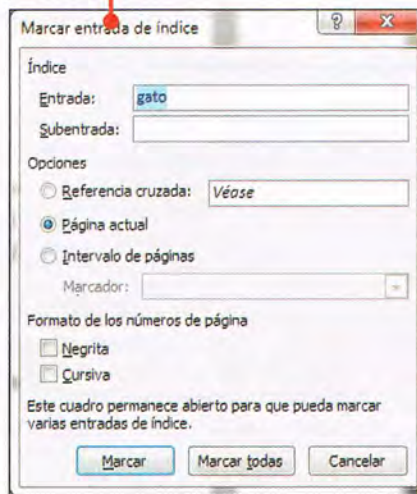 Marcar entrada de índice
Índice
Entrada: gato
Subentrada:
Opciones
Referencia cruzada: Véase
Página actual
Intervalo de páginas
Marcador:
Formato de los números de página
Negrita
Cursiva
Este cuadro permanece abierto para que pueda marcar
varias entradas de índice.
Marcar Marcar todas Cancelar